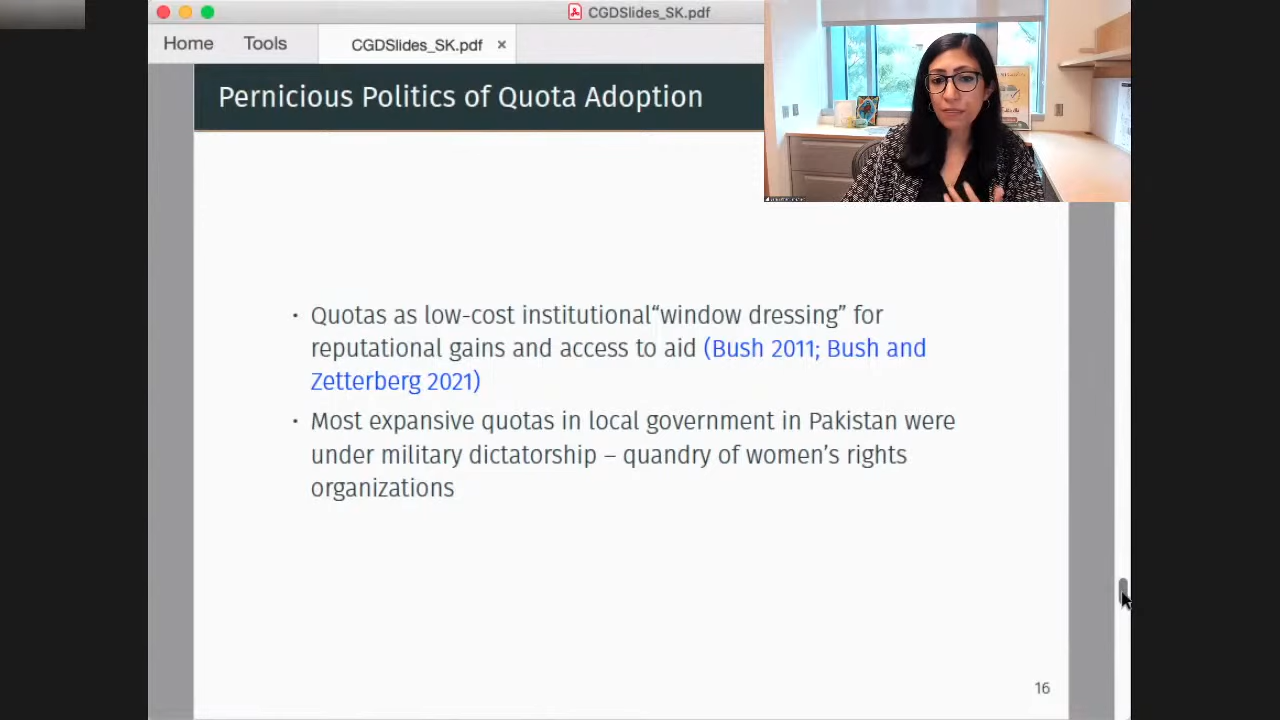 CGDSlides_SK.pdf
Home Tools CGDSlides_SK.pdf ×
Pernicious Politics of Quota Adoption
• Quotas as low-cost institutional“window dressing” for
reputational gains and access to aid (Bush 2011; Bush and
Zetterberg 2021)
• Most expansive quotas in local government in Pakistan were
under military dictatorship – quandry of women’s rights
organizations
16